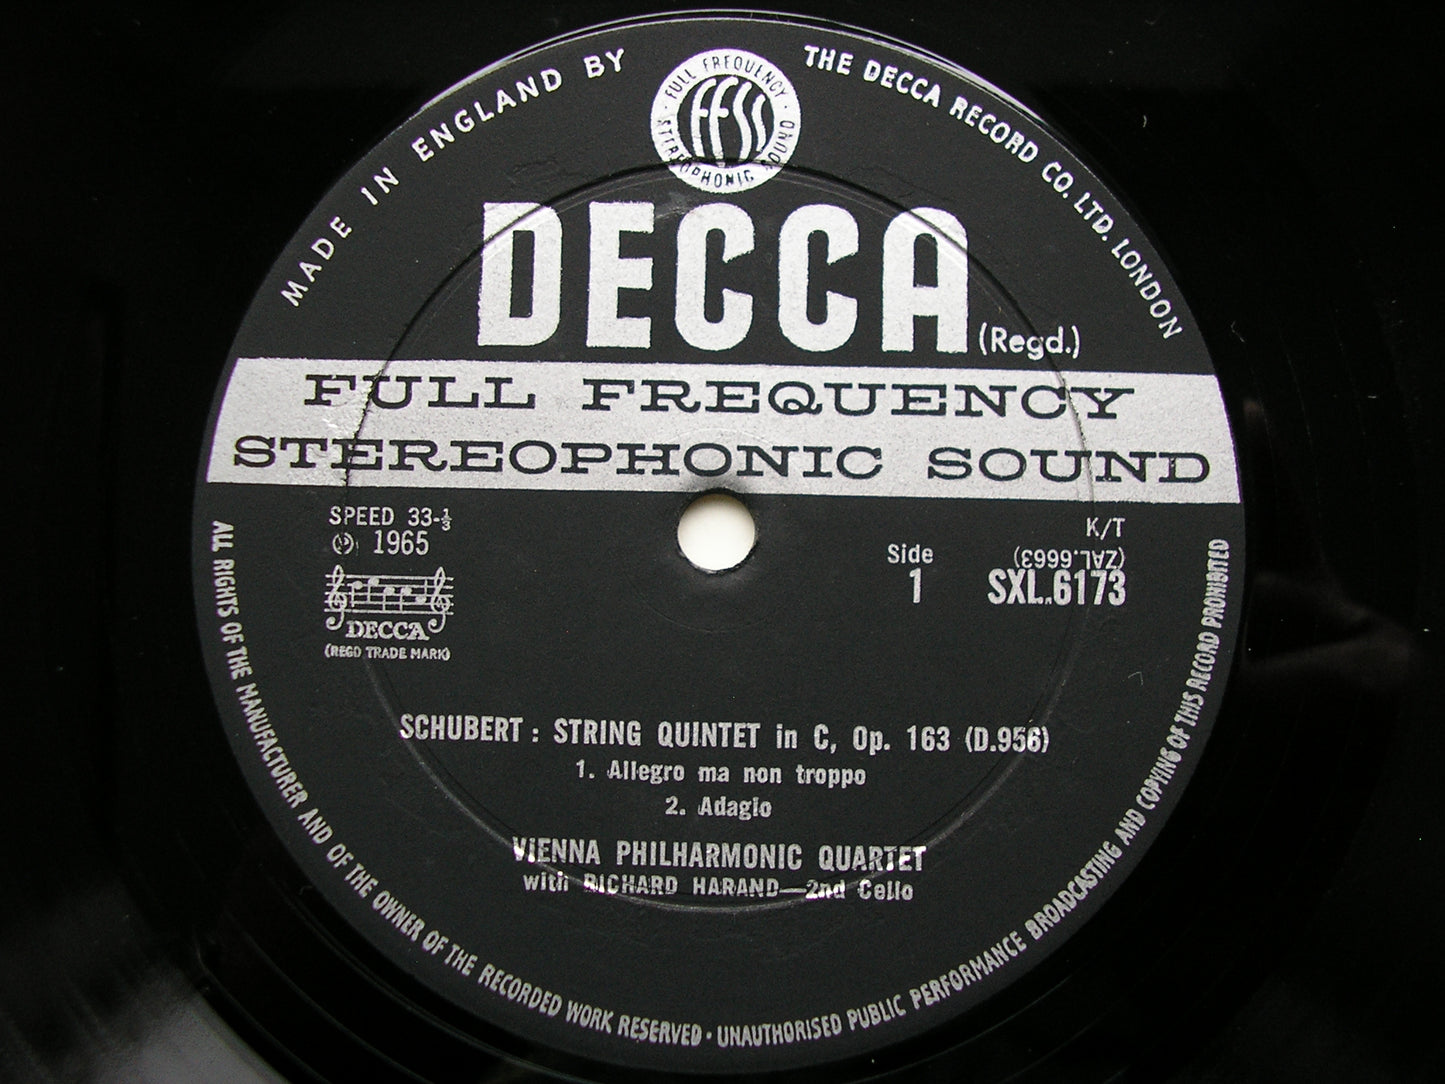 MADE IN ENGLAND BY
THE DECCA RECORD CO. LTD. LONDON
FULL FREQUENCY
ffss
STEREOPHONIC SOUND
DECCA
(Regd.)
FULL FREQUENCY
STEREOPHONIC SOUND
SPEED 33-⅓
Ⓟ 1965
DECCA
(REGD TRADE MARK)
K/T
(ZAL.6663)
Side
1
SXL.6173
SCHUBERT : STRING QUINTET in C, Op. 163 (D.956)
1. Allegro ma non troppo
2. Adagio
VIENNA PHILHARMONIC QUARTET
with RICHARD HARAND—2nd Cello
ALL RIGHTS OF THE MANUFACTURER AND OF THE OWNER OF THE RECORDED WORK RESERVED · UNAUTHORISED PUBLIC PERFORMANCE BROADCASTING AND COPYING OF THIS RECORD PROHIBITED